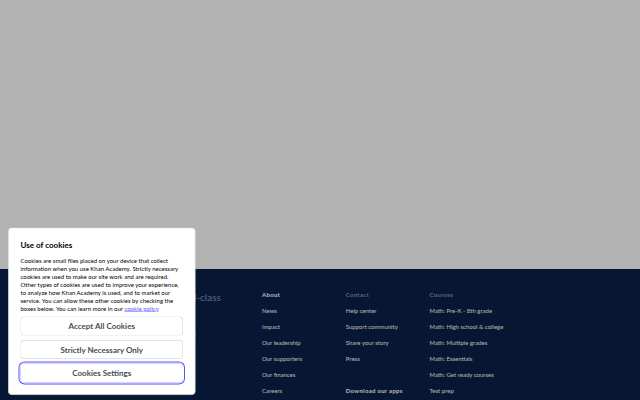 Use of cookies
Cookies are small files placed on your device that collect
information when you use Khan Academy. Strictly necessary
cookies are used to make our site work and are required.
Other types of cookies are used to improve your experience,
to analyze how Khan Academy is used, and to market our
service. You can allow these other cookies by checking the
boxes below. You can learn more in our cookie policy
Accept All Cookies
Strictly Necessary Only
Cookies Settings
-class
About
News
Impact
Our leadership
Our supporters
Our finances
Careers
Contact
Help center
Support community
Share your story
Press
Download our apps
Courses
Math: Pre-K - 8th grade
Math: High school & college
Math: Multiple grades
Math: Essentials
Math: Get ready courses
Test prep